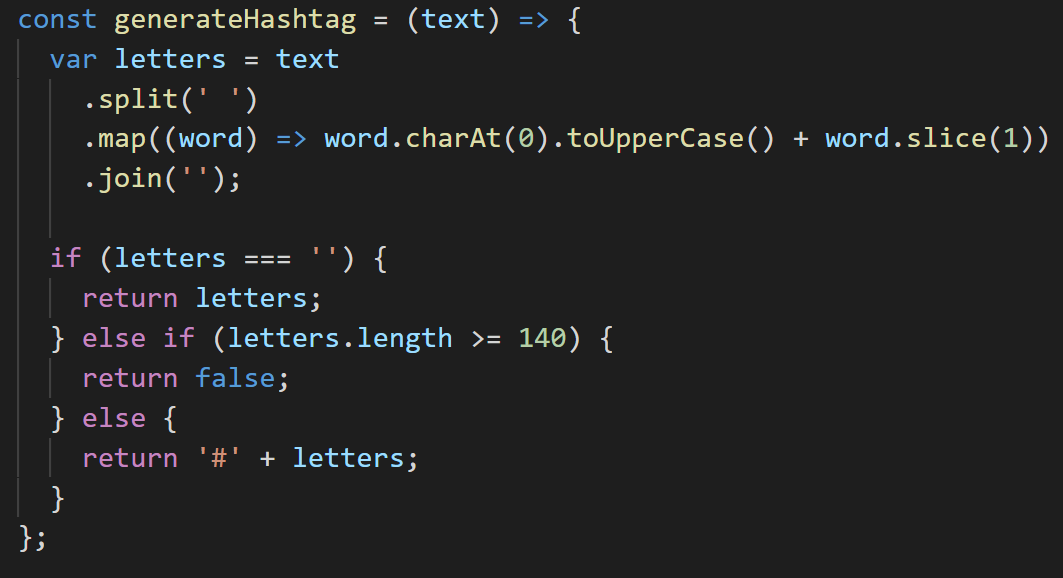 const generateHashtag = (text) => {
  var letters = text
    .split(' ')
    .map((word) => word.charAt(0).toUpperCase() + word.slice(1))
    .join('');

  if (letters === '') {
    return letters;
  } else if (letters.length >= 140) {
    return false;
  } else {
    return '#' + letters;
  }
};